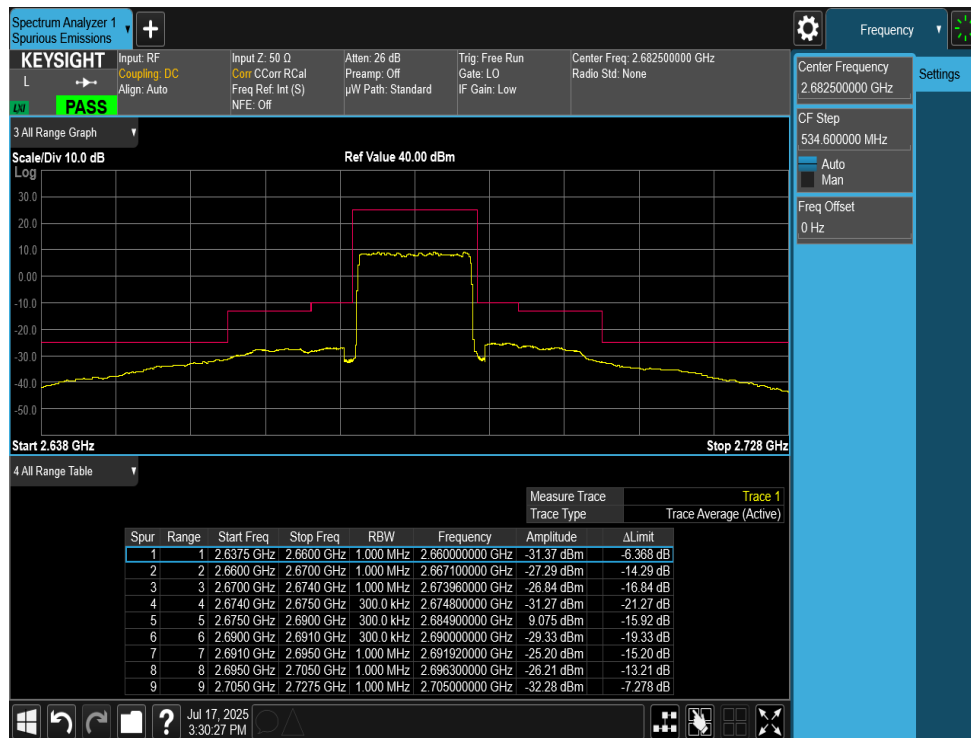 Spectrum Analyzer 1
Spurious Emissions
+
Frequency
KEYSIGHT
L
LXI
PASS
Input: RF
Coupling: DC
Align: Auto
Input Z: 50 Ω
Corr CCorr RCal
Freq Ref: Int (S)
NFE: Off
Atten: 26 dB
Preamp: Off
µW Path: Standard
Trig: Free Run
Gate: LO
IF Gain: Low
Center Freq: 2.682500000 GHz
Radio Std: None
Center Frequency
2.682500000 GHz
Settings
CF Step
534.600000 MHz
Auto
Man
Freq Offset
0 Hz
3 All Range Graph
Scale/Div 10.0 dB
Ref Value 40.00 dBm
Log
30.0
20.0
10.0
0.00
-10.0
-20.0
-30.0
-40.0
-50.0
Start 2.638 GHz
Stop 2.728 GHz
4 All Range Table
Measure Trace Trace 1
Trace Type Trace Average (Active)
Spur Range Start Freq Stop Freq RBW Frequency Amplitude ΔLimit
1 1 2.6375 GHz 2.6600 GHz 1.000 MHz 2.660000000 GHz -31.37 dBm -6.368 dB
2 2 2.6600 GHz 2.6700 GHz 1.000 MHz 2.667100000 GHz -27.29 dBm -14.29 dB
3 3 2.6700 GHz 2.6740 GHz 1.000 MHz 2.673960000 GHz -26.84 dBm -16.84 dB
4 4 2.6740 GHz 2.6750 GHz 300.0 kHz 2.674800000 GHz -31.27 dBm -21.27 dB
5 5 2.6750 GHz 2.6900 GHz 300.0 kHz 2.684900000 GHz 9.075 dBm -15.92 dB
6 6 2.6900 GHz 2.6910 GHz 300.0 kHz 2.690000000 GHz -29.33 dBm -19.33 dB
7 7 2.6910 GHz 2.6950 GHz 1.000 MHz 2.691920000 GHz -25.20 dBm -15.20 dB
8 8 2.6950 GHz 2.7050 GHz 1.000 MHz 2.696300000 GHz -26.21 dBm -13.21 dB
9 9 2.7050 GHz 2.7275 GHz 1.000 MHz 2.705000000 GHz -32.28 dBm -7.278 dB
?
Jul 17, 2025
3:30:27 PM